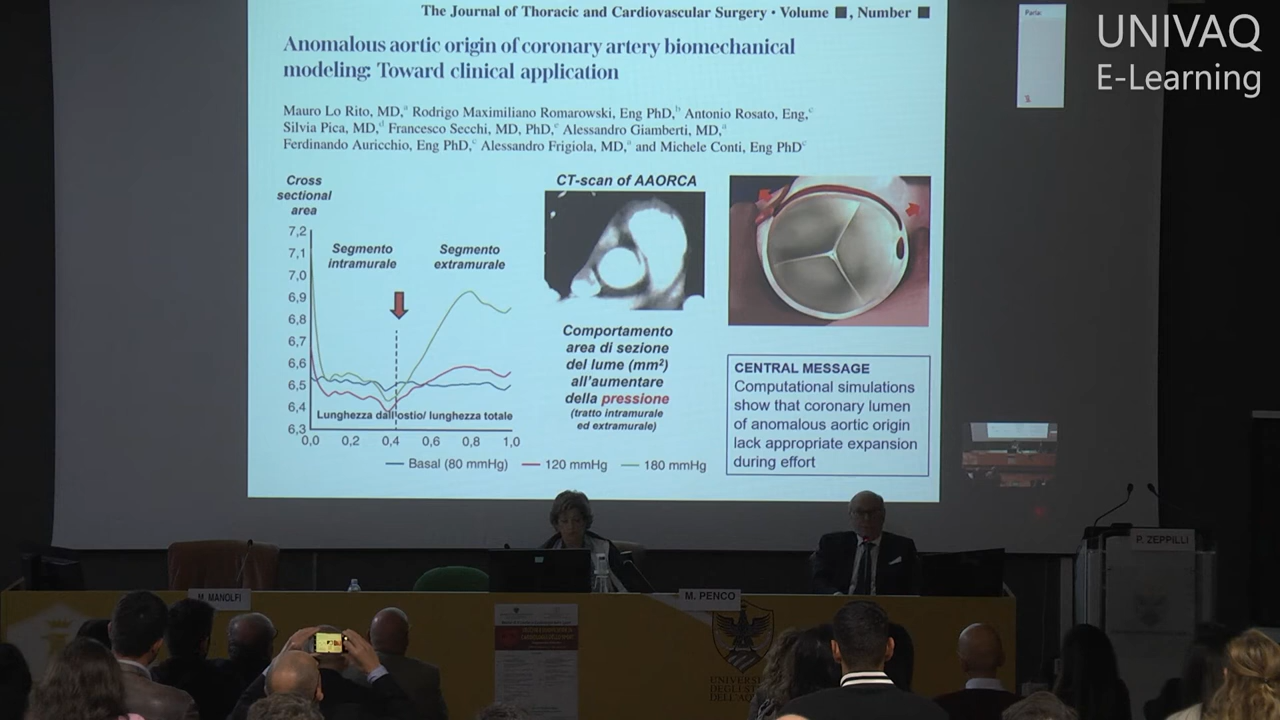 The Journal of Thoracic and Cardiovascular Surgery • Volume ■, Number ■
Anomalous aortic origin of coronary artery biomechanical
modeling: Toward clinical application
Mauro Lo Rito, MD,a Rodrigo Maximiliano Romarowski, Eng PhD,b Antonio Rosato, Eng,c
Silvia Pica, MD,d Francesco Secchi, MD, PhD,e Alessandro Giamberti, MD,a
Ferdinando Auricchio, Eng PhD,c Alessandro Frigiola, MD,a and Michele Conti, Eng PhDc
Cross
sectional
area
7,2
7,1
7,0
6,9
6,8
6,7
6,6
6,5
6,4
6,3
Segmento
intramurale
Segmento
extramurale
Lunghezza dall'ostio/ lunghezza totale
0,0 0,2 0,4 0,6 0,8 1,0
Basal (80 mmHg) 120 mmHg 180 mmHg
CT-scan of AAORCA
Comportamento
area di sezione
del lume (mm²)
all'aumentare
della pressione
(tratto intramurale
ed extramurale)
CENTRAL MESSAGE
Computational simulations
show that coronary lumen
of anomalous aortic origin
lack appropriate expansion
during effort
Parla:
UNIVAQ
E-Learning
P. ZEPPILLI
M. MANOLFI
M. PENCO